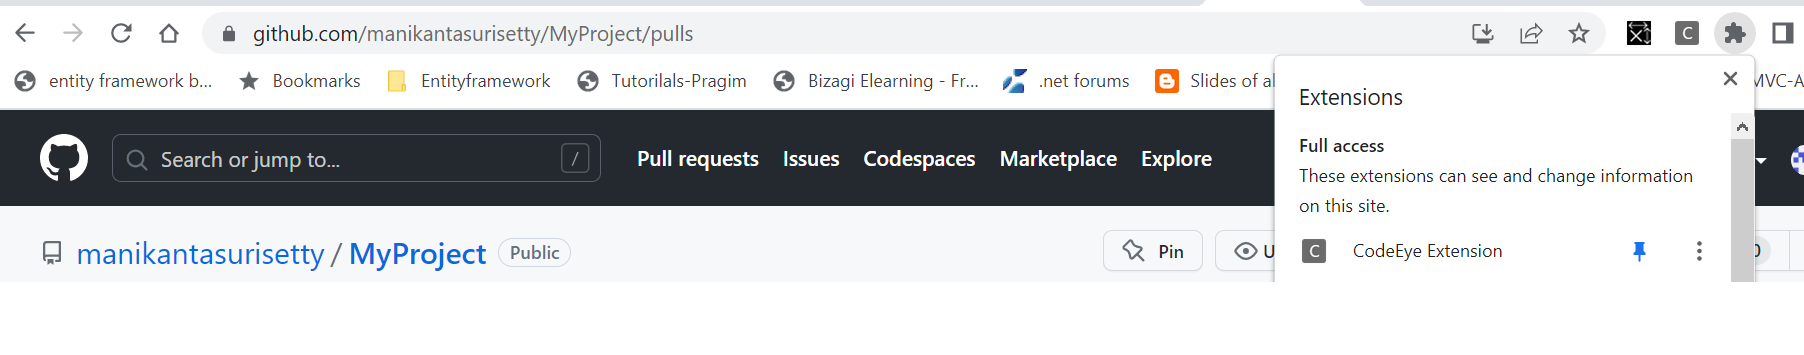 github.com/manikantasurisetty/MyProject/pulls
entity framework b... Bookmarks Entityframework Tutorilals-Pragim Bizagi Elearning - Fr... .net forums Slides of al MVC-A
Extensions
Search or jump to... / Pull requests Issues Codespaces Marketplace Explore
Full access
These extensions can see and change information
on this site.
manikantasurisetty / MyProject Public Pin U 0
C CodeEye Extension